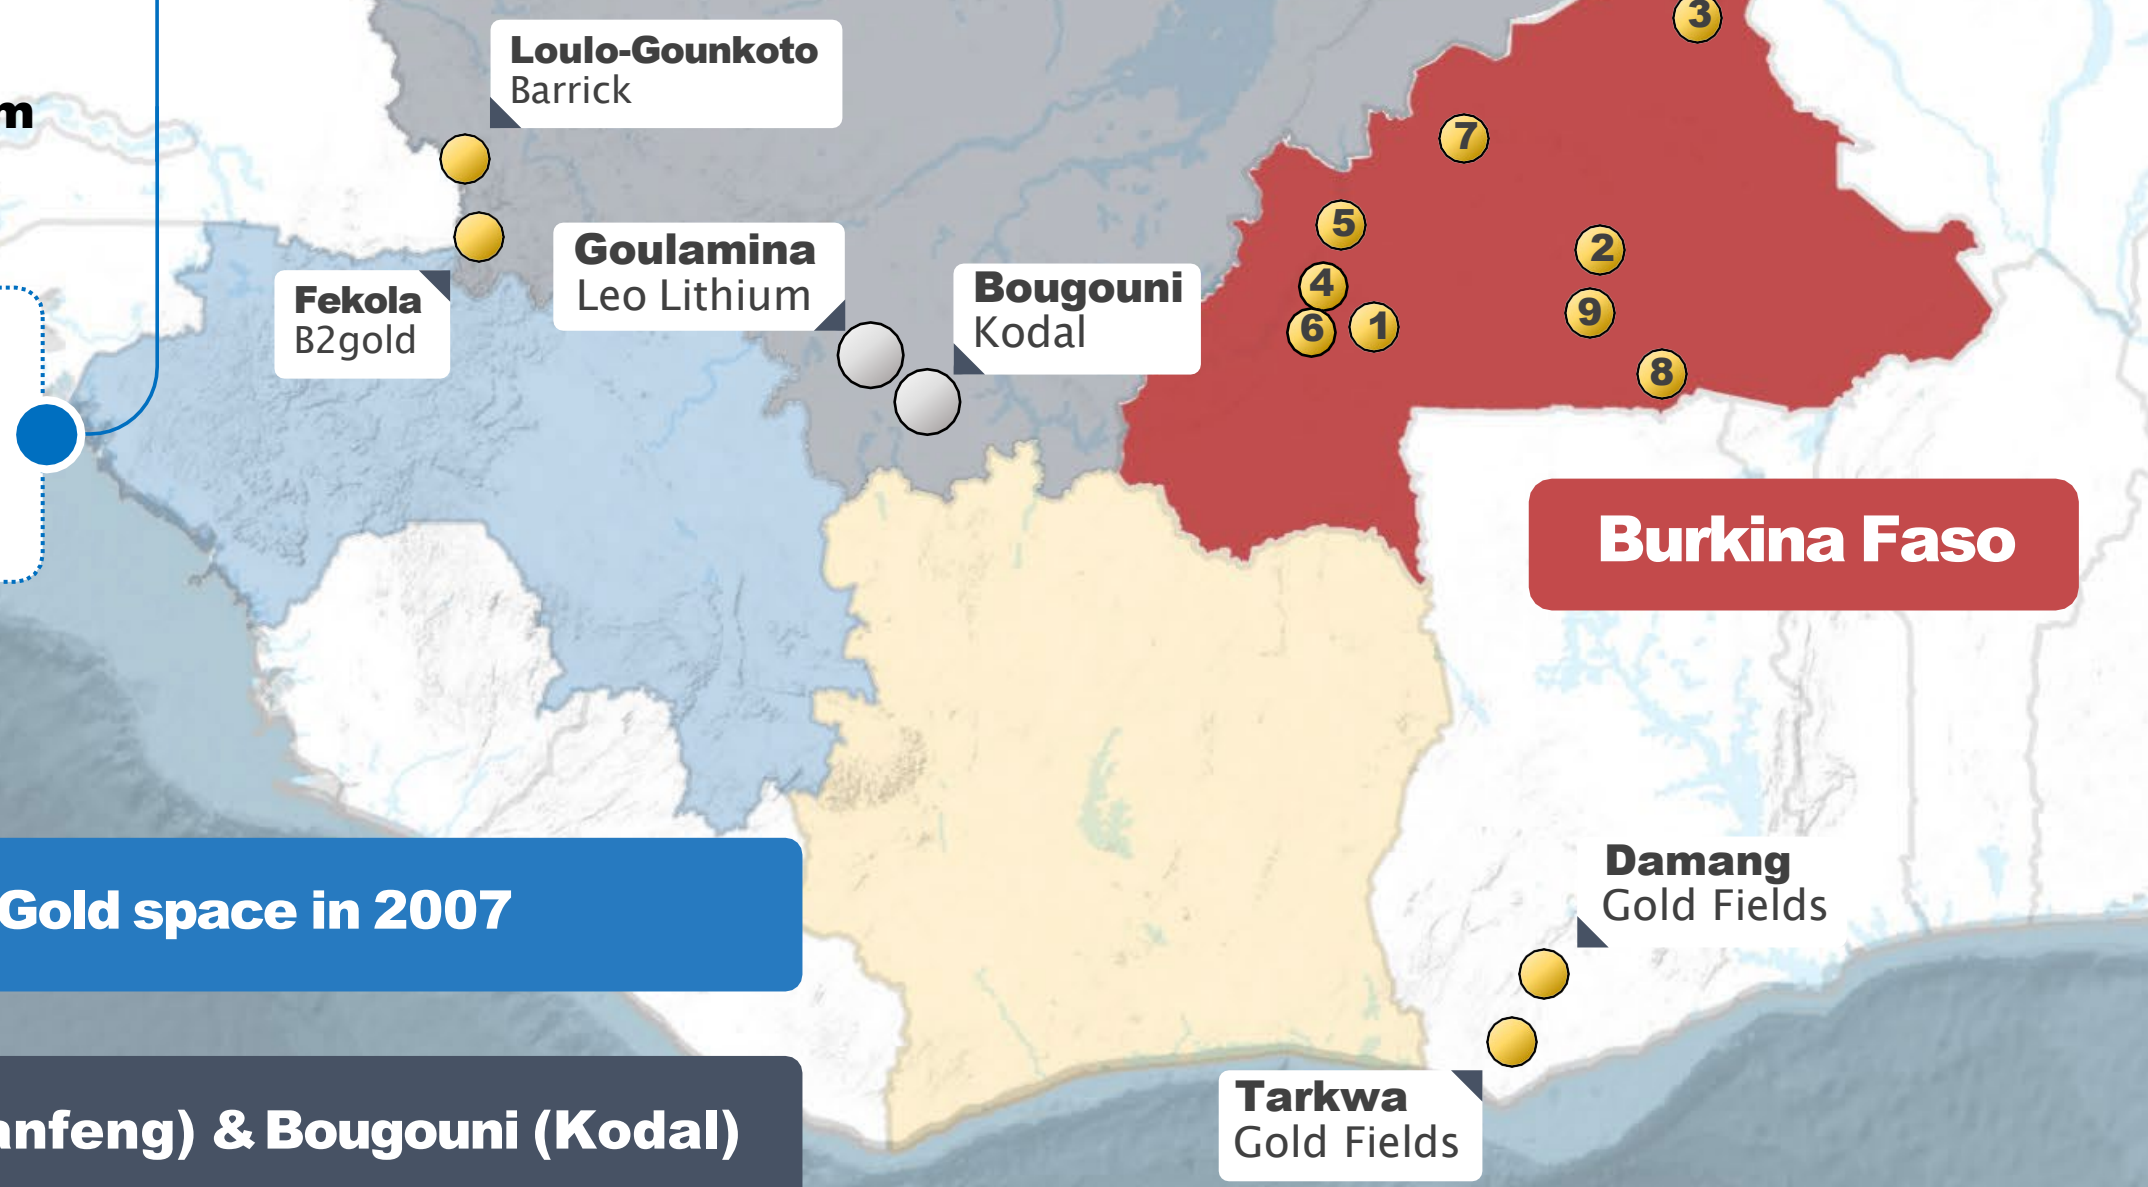 3
Loulo-Gounkoto
Barrick
m
7
5
Goulamina
Leo Lithium
2
Bougouni
Kodal
4
Fekola
B2gold
9
6
1
8
Burkina Faso
Damang
Gold Fields
Gold space in 2007
Tarkwa
Gold Fields
anfeng) & Bougouni (Kodal)